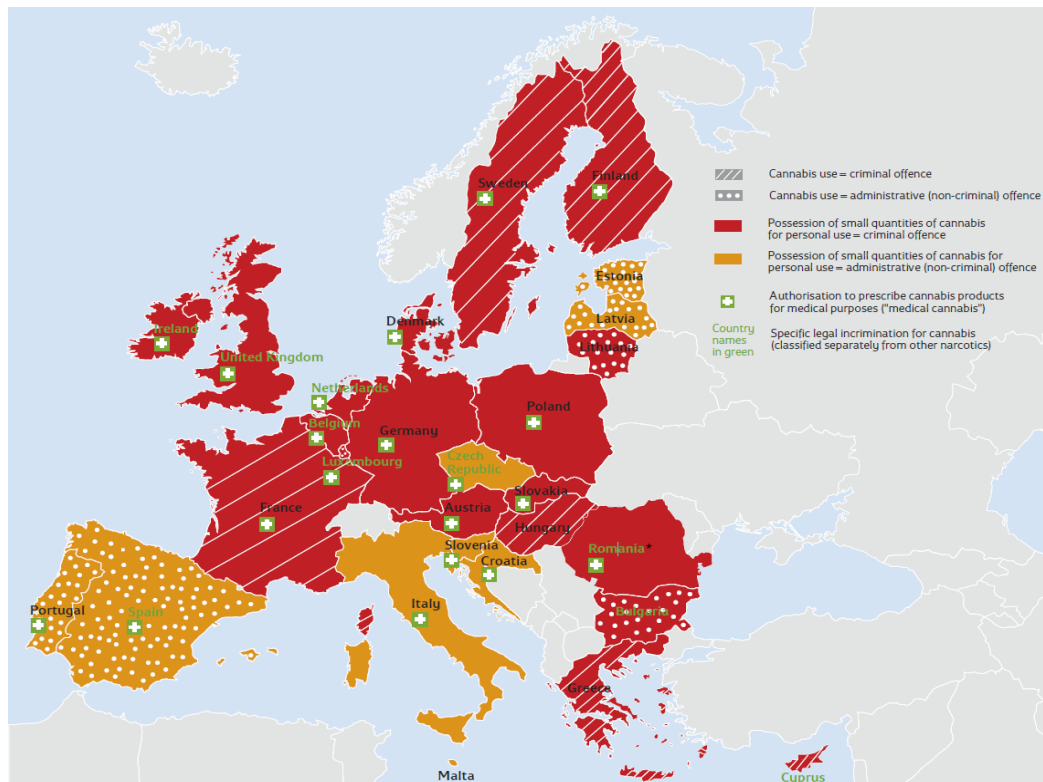 Sweden
Finland
Cannabis use = criminal offence
Cannabis use = administrative (non-criminal) offence
Possession of small quantities of cannabis
for personal use = criminal offence
Possession of small quantities of cannabis for
personal use = administrative (non-criminal) offence
Authorisation to prescribe cannabis products
for medical purposes ("medical cannabis")
Country
names
in green
Specific legal incrimination for cannabis
(classified separately from other narcotics)
Estonia
Latvia
Lithuania
Denmark
Ireland
United Kingdom
Netherlands
Belgium
Germany
Poland
Luxembourg
Czech
Republic
Slovakia
France
Austria
Hungary
Slovenia
Croatia
Romania*
Portugal
Spain
Italy
Bulgaria
Greece
Malta
Cyprus